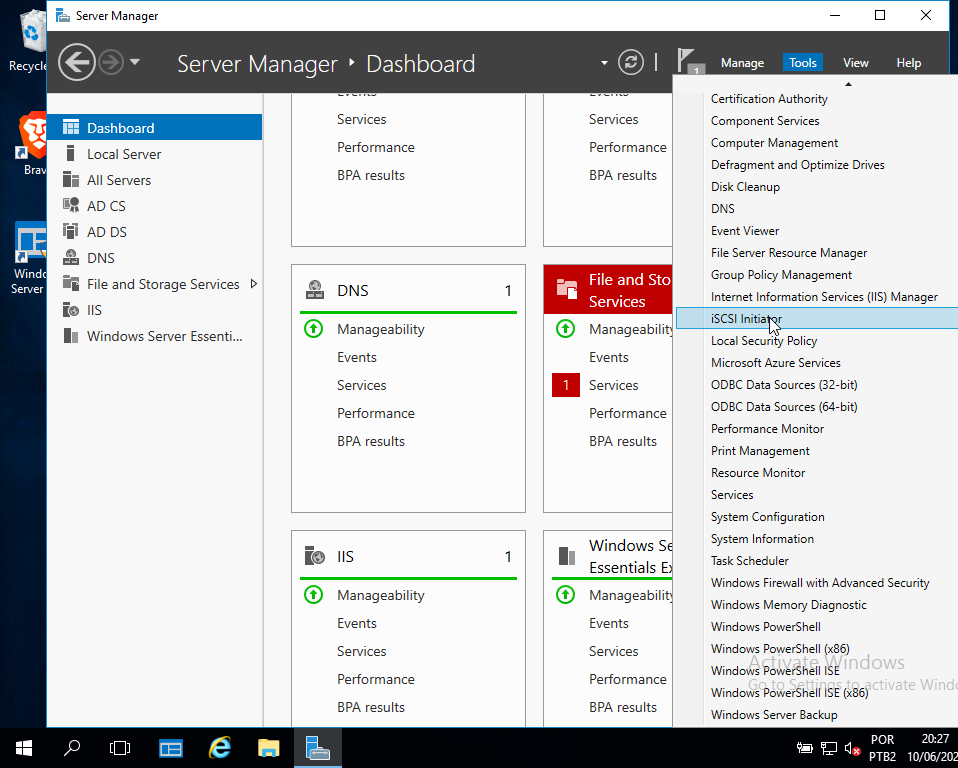 Server Manager
Recycle
Brav
Windo
Server
Server Manager
Dashboard
1
Manage
Tools
View
Help
Dashboard
Local Server
All Servers
AD CS
AD DS
DNS
File and Storage Services
IIS
Windows Server Essenti...
Events
Services
Performance
BPA results
Events
Services
Performance
BPA results
DNS 1
Manageability
Events
Services
Performance
BPA results
File and Sto
Services
Manageability
Events
1 Services
Performance
BPA results
IIS 1
Manageability
Events
Services
Performance
BPA results
Windows Se
Essentials Ex
Manageability
Events
Services
Performance
BPA results
Certification Authority
Component Services
Computer Management
Defragment and Optimize Drives
Disk Cleanup
DNS
Event Viewer
File Server Resource Manager
Group Policy Management
Internet Information Services (IIS) Manager
iSCSI Initiator
Local Security Policy
Microsoft Azure Services
ODBC Data Sources (32-bit)
ODBC Data Sources (64-bit)
Performance Monitor
Print Management
Resource Monitor
Services
System Configuration
System Information
Task Scheduler
Windows Firewall with Advanced Security
Windows Memory Diagnostic
Windows PowerShell
Windows PowerShell (x86)
Windows PowerShell ISE
Windows PowerShell ISE (x86)
Windows Server Backup
Activate Windows
Go to Settings to activate Windo
POR
PTB2
20:27
10/06/202